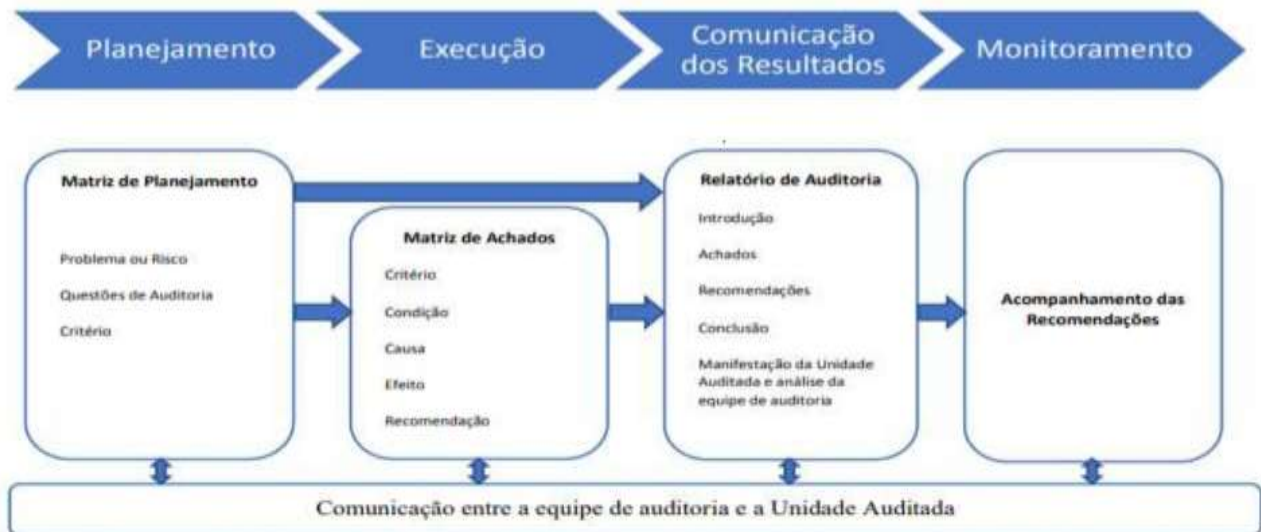 Planejamento
Execução
Comunicação
dos Resultados
Monitoramento
Matriz de Planejamento
Problema ou Risco
Questões de Auditoria
Critério
Matriz de Achados
Critério
Condição
Causa
Efeito
Recomendação
Relatório de Auditoria
Introdução
Achados
Recomendações
Conclusão
Manifestação da Unidade
Auditada e análise da
equipe de auditoria
Acompanhamento das
Recomendações
Comunicação entre a equipe de auditoria e a Unidade Auditada